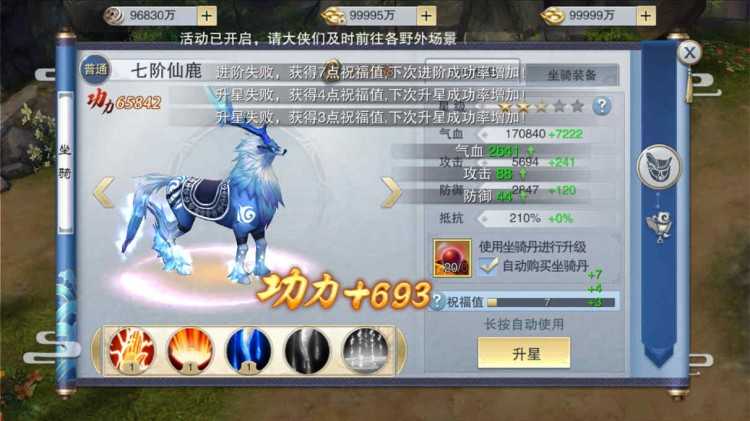 96830万
99995万
99999万
活动已开启,请大侠们及时前往各野外场景(
普通
七阶仙鹿
坐骑装备
进阶失败,获得7点祝福值,下次进阶成功率增加!
功力65842
升星失败,获得4点祝福值,下次升星成功率增加!
升星失败,获得3点祝福值,下次升星成功率增加!
坐骑
气血 170840 +7222
气血 2641
攻击 5694 +241
攻击 88
防御 2847 +120
防御 44
抵抗 210% +0%
使用坐骑丹进行升级
20/
自动购买坐骑丹
+7
+4
+3
功力+693
祝福值 7
长按自动使用
升星
1
1
1